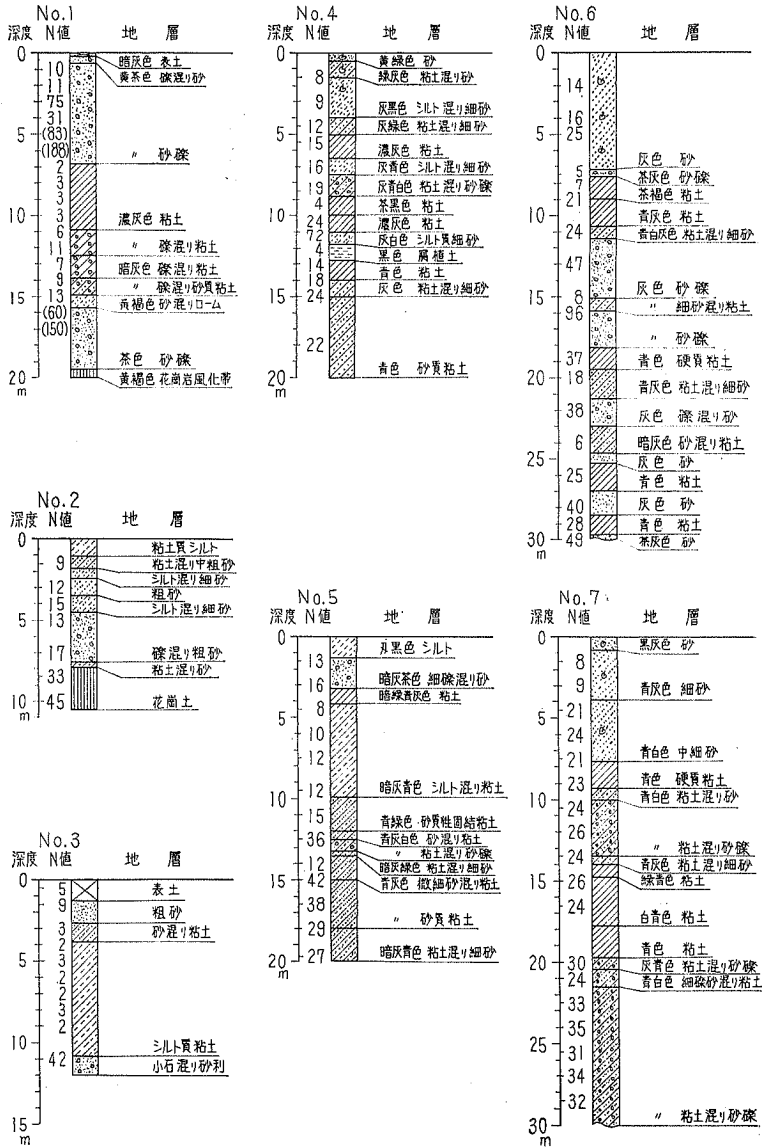 No.1
深度 N値 地層
0
10
暗灰色 表土
黄茶色 礫混り砂
11
75
31
5
(83)
(188)
〃 砂礫
2
3
3
3
10
濃灰色 粘土
6
11
〃 礫混り粘土
7
暗灰色 礫混り粘土
9
〃 礫混り砂質粘土
15
13
黄褐色 砂混りローム
(60)
(150)
茶色 砂礫
20
黄褐色 花崗岩風化帯
m
No.2
深度 N値 地層
0
粘土質シルト
9
粘土混り中粗砂
シルト混り細砂
12
粗砂
15
シルト混り細砂
5
13
17
礫混り粗砂
粘土混り砂
33
10
45
花崗土
m
No.3
深度 N値 地層
0
5
表土
9
粗砂
3
砂混り粘土
2
5
3
2
2
3
2
10
シルト質粘土
42
小石混り砂利
15
m
No.4
深度 N値 地層
0
黄緑色 砂
8
緑灰色 粘土混り砂
9
灰黒色 シルト混り細砂
12
灰緑色 粘土混り細砂
5
15
濃灰色 粘土
16
灰青色 シルト混り細砂
19
灰青白色 粘土混り砂礫
4
茶黒色 粘土
10
24
濃灰色 粘土
72
灰白色 シルト質細砂
4
黒色 腐植土
14
青色 粘土
18
灰色 粘土混り細砂
15
24
22
青色 砂質粘土
20
m
No.5
深度 N値 地層
0
黒色 シルト
13
16
暗灰茶色 細礫混り砂
暗緑青灰色 粘土
8
5
10
12
12
暗灰青色 シルト混り粘土
10
15
青緑色 砂質性固結粘土
36
青灰白色 砂混り粘土
〃 粘土混り砂礫
12
暗灰緑色 粘土混り細砂
15
42
青灰色 微細砂混り粘土
38
29
〃 砂質粘土
20
27
暗灰青色 粘土混り細砂
m
No.6
深度 N値 地層
0
14
16
5
25
灰色 砂
5
茶灰色 砂礫
7
茶褐色 粘土
21
10
青灰色 粘土
24
青白灰色 粘土混り細砂
47
灰色 砂礫
15
8
〃 細砂混り粘土
96
〃 砂礫
37
青色 硬質粘土
20
18
青灰色 粘土混り細砂
38
灰色 礫混り砂
6
暗灰色 砂混り粘土
25
灰色 砂
25
青色 粘土
40
灰色 砂
28
青色 粘土
30
49
茶灰色 砂
m
No.7
深度 N値 地層
0
黒灰色 砂
8
9
青灰色 細砂
5
21
24
21
青白色 中細砂
23
青色 硬質粘土
10
24
青白色 粘土混り砂
26
24
〃 粘土混り砂礫
青灰色 粘土混り細砂
15
26
緑青色 粘土
24
白青色 粘土
青色 粘土
20
30
灰青色 粘土混り砂礫
24
青白色 細礫砂混り粘土
33
35
25
31
34
32
30
〃 粘土混り砂礫
m